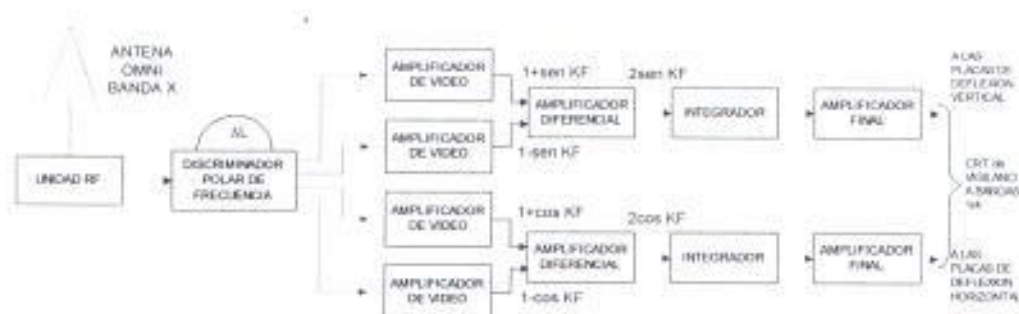 ANTENA
OMNI
BANDA X
UNIDAD RF
ΔL
DISCRIMINADOR
POLAR DE
FRECUENCIA
AMPLIFICADOR
DE VIDEO
AMPLIFICADOR
DE VIDEO
AMPLIFICADOR
DE VIDEO
AMPLIFICADOR
DE VIDEO
1+sen KF
1-sen KF
1+cos KF
1-cos KF
AMPLIFICADOR
DIFERENCIAL
AMPLIFICADOR
DIFERENCIAL
2sen KF
2cos KF
INTEGRADOR
INTEGRADOR
AMPLIFICADOR
FINAL
AMPLIFICADOR
FINAL
A LAS
PLACAS DE
DEFLEXION
VERTICAL
CRT de
VIGILANCI
A BANDAS
A LAS
PLACAS DE
DEFLEXION
HORIZONTAL